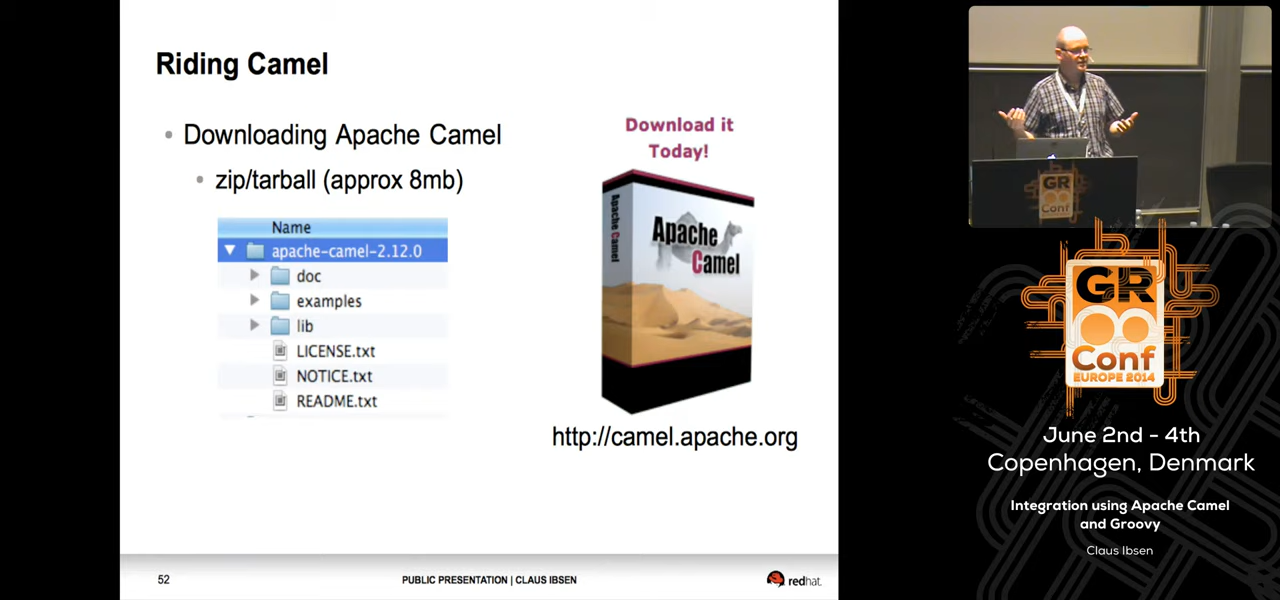 Riding Camel
• Downloading Apache Camel
• zip/tarball (approx 8mb)
Name
apache-camel-2.12.0
doc
examples
lib
LICENSE.txt
NOTICE.txt
README.txt
Download it
Today!
Apache Camel
Apache
Camel
http://camel.apache.org
52
PUBLIC PRESENTATION | CLAUS IBSEN
redhat.
GR
Conf
GR
Conf
EUROPE 2014
June 2nd - 4th
Copenhagen, Denmark
Integration using Apache Camel
and Groovy
Claus Ibsen